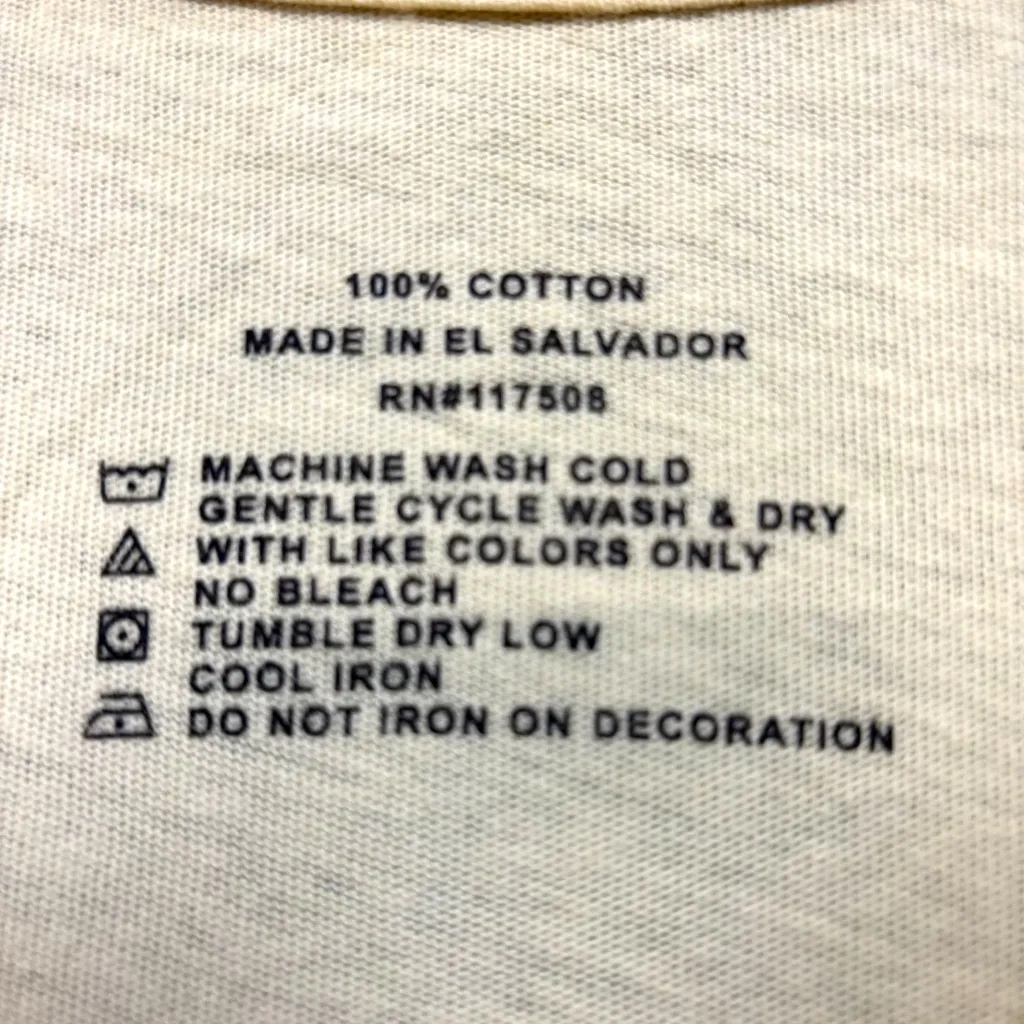 100% COTTON
MADE IN EL SALVADOR
RN#117508
MACHINE WASH COLD
GENTLE CYCLE WASH & DRY
WITH LIKE COLORS ONLY
NO BLEACH
TUMBLE DRY LOW
COOL IRON
DO NOT IRON ON DECORATION